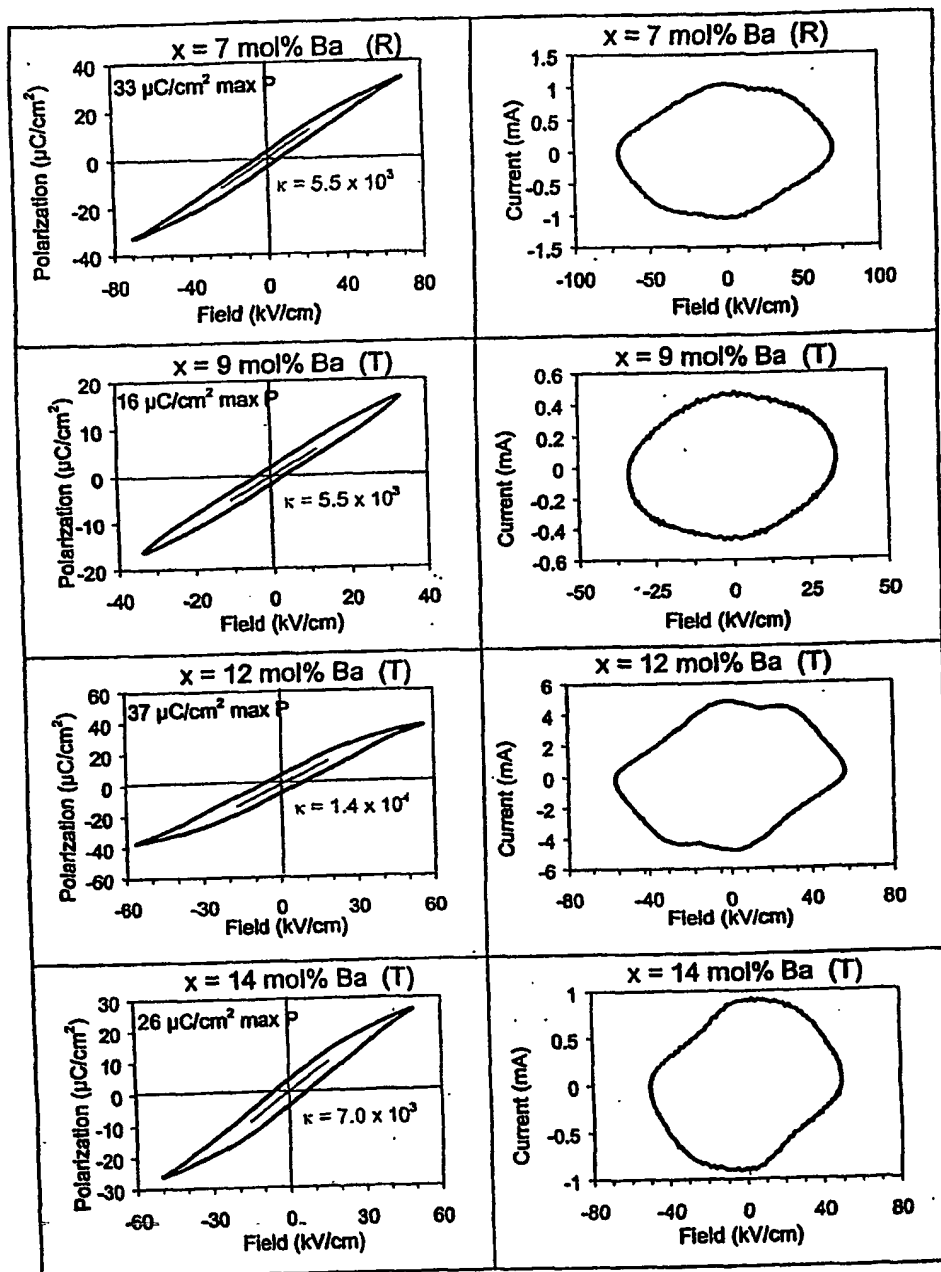 x = 7 mol% Ba (R)
33 µC/cm² max P
Polarization (µC/cm²)
40
20
0
-20
-40
κ = 5.5 x 10³
-80 -40 0 40 80
Field (kV/cm)
x = 7 mol% Ba (R)
Current (mA)
1.5
1
0.5
0
-0.5
-1
-1.5
-100 -50 0 50 100
Field (kV/cm)
x = 9 mol% Ba (T)
16 µC/cm² max P
Polarization (µC/cm²)
20
10
0
-10
-20
κ = 5.5 x 10³
-40 -20 0 20 40
Field (kV/cm)
x = 9 mol% Ba (T)
Current (mA)
0.6
0.4
0.2
0
-0.2
-0.4
-0.6
-50 -25 0 25 50
Field (kV/cm)
x = 12 mol% Ba (T)
37 µC/cm² max P
Polarization (µC/cm²)
60
40
20
0
-20
-40
-60
κ = 1.4 x 10⁴
-60 -30 0 30 60
Field (kV/cm)
x = 12 mol% Ba (T)
Current (mA)
6
4
2
0
-2
-4
-6
-80 -40 0 40 80
Field (kV/cm)
x = 14 mol% Ba (T)
26 µC/cm² max P
Polarization (µC/cm²)
30
20
10
0
-10
-20
-30
κ = 7.0 x 10³
-60 -30 0 30 60
Field (kV/cm)
x = 14 mol% Ba (T)
Current (mA)
1
0.5
0
-0.5
-1
-80 -40 0 40 80
Field (kV/cm)